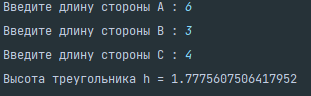 Введите длину стороны A : 6
Введите длину стороны B : 3
Введите длину стороны C : 4
Высота треугольника h = 1.7775607506417952